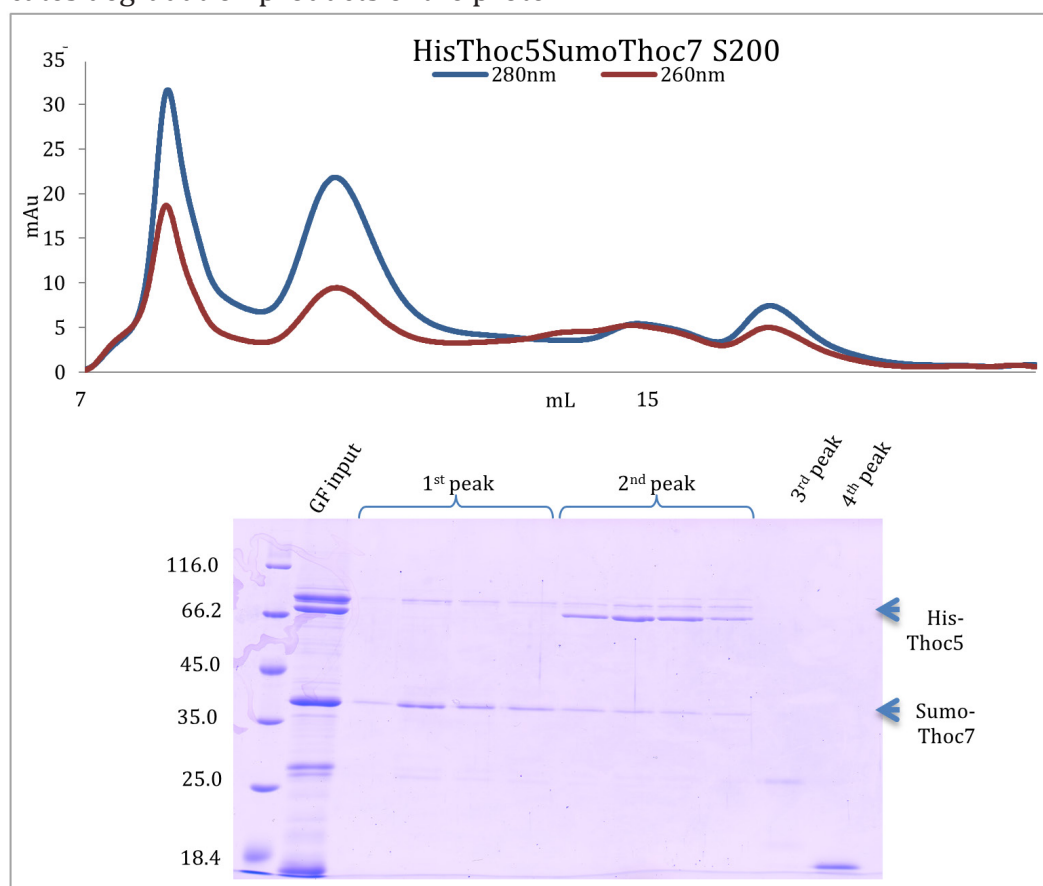 HisThoc5SumoThoc7 S200
280nm 260nm
35
30
25
20
15
10
5
0
mAu
7 mL 15
GF input
1st peak
2nd peak
3rd peak
4th peak
116.0
66.2
45.0
35.0
25.0
18.4
His-
Thoc5
Sumo-
Thoc7